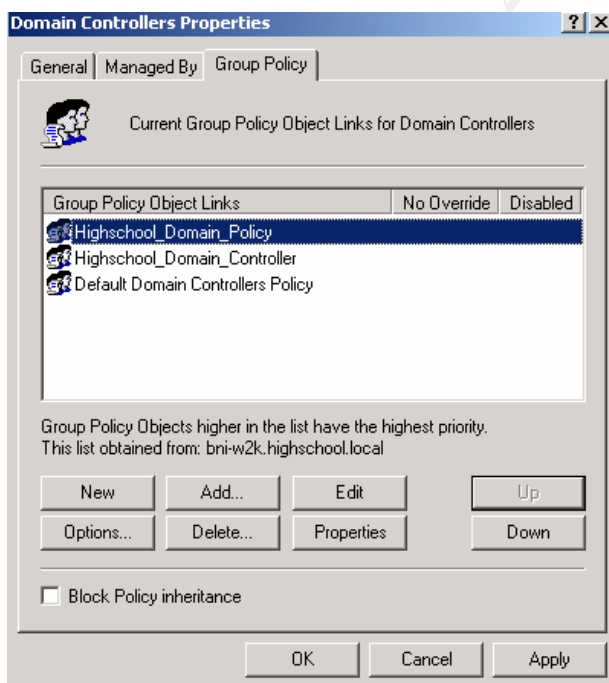 Domain Controllers Properties ? X
General Managed By Group Policy
Current Group Policy Object Links for Domain Controllers
Group Policy Object Links No Override Disabled
Highschool_Domain_Policy
Highschool_Domain_Controller
Default Domain Controllers Policy
Group Policy Objects higher in the list have the highest priority.
This list obtained from: bni-w2k.highschool.local
New Add... Edit Up
Options... Delete... Properties Down
Block Policy inheritance
OK Cancel Apply